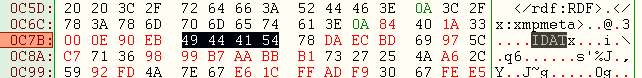 0C5D: 20 20 3C 2F 72 64 66 3A 52 44 46 3E 0A 3C 2F   </rdf:RDF>.</
0C6C: 78 3A 78 6D 70 6D 65 74 61 3E 0A 84 40 1A 33 x:xmpmeta>..@.3
0C7B: 00 0E 90 EB 49 44 41 54 78 DA EC BD 69 97 5C ....IDATx...i.\
0C8A: C7 71 36 98 99 B7 AA BB B1 73 27 25 4A A2 2C .q6......s'%J.,
0C99: 59 92 FD 4A 7E 67 E6 1C FF AD F9 30 67 FE E5 Y..J~g.....0g..